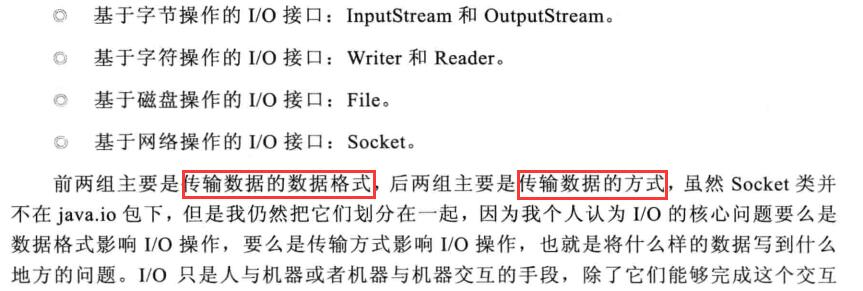 ◎ 基于字节操作的 I/O 接口：InputStream 和 OutputStream。
◎ 基于字符操作的 I/O 接口：Writer 和 Reader。
◎ 基于磁盘操作的 I/O 接口：File。
◎ 基于网络操作的 I/O 接口：Socket。
前两组主要是传输数据的数据格式，后两组主要是传输数据的方式，虽然 Socket 类并
不在 java.io 包下，但是我仍然把它们划分在一起，因为我个人认为 I/O 的核心问题要么是
数据格式影响 I/O 操作，要么是传输方式影响 I/O 操作，也就是将什么样的数据写到什么
地方的问题。I/O 只是人与机器或者机器与机器交互的手段，除了它们能够完成这个交互